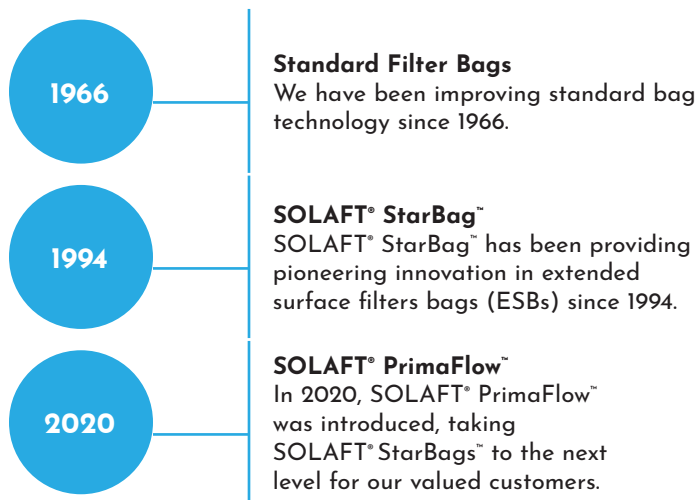 1966
Standard Filter Bags
We have been improving standard bag
technology since 1966.
1994
SOLAFT® StarBag™
SOLAFT® StarBag™ has been providing
pioneering innovation in extended
surface filters bags (ESBs) since 1994.
2020
SOLAFT® PrimaFlow™
In 2020, SOLAFT® PrimaFlow™
was introduced, taking
SOLAFT® StarBags™ to the next
level for our valued customers.